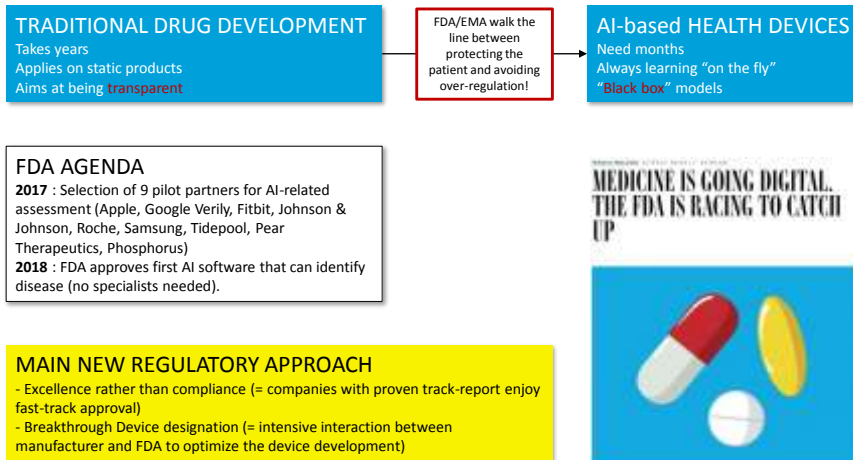 TRADITIONAL DRUG DEVELOPMENT
Takes years
Applies on static products
Aims at being transparent
FDA/EMA walk the
line between
protecting the
patient and avoiding
over-regulation!
AI-based HEALTH DEVICES
Need months
Always learning “on the fly”
“Black box” models
FDA AGENDA
2017 : Selection of 9 pilot partners for AI-related
assessment (Apple, Google Verily, Fitbit, Johnson &
Johnson, Roche, Samsung, Tidepool, Pear
Therapeutics, Phosphorus)
2018 : FDA approves first AI software that can identify
disease (no specialists needed).
MEDICINE IS GOING DIGITAL.
THE FDA IS RACING TO CATCH
UP
MAIN NEW REGULATORY APPROACH
- Excellence rather than compliance (= companies with proven track-report enjoy
fast-track approval)
- Breakthrough Device designation (= intensive interaction between
manufacturer and FDA to optimize the device development)